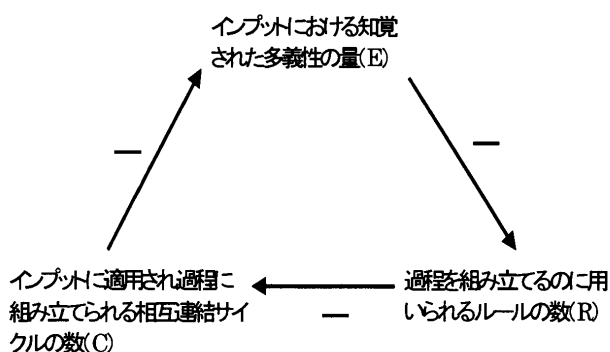 インプットにおける知覚
された多義性の量(E)
—
—
インプットに適用され過程に
組み立てられる相互連結サイ
クルの数(C)
過程を組み立てるのに用
いられるルールの数(R)
—